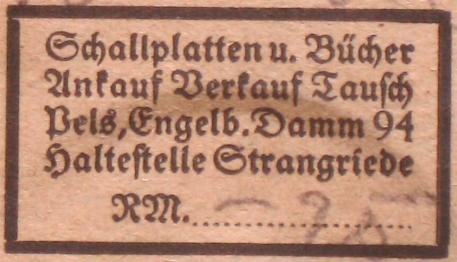 Schallplatten u. Bücher
Ankauf Verkauf Tausch
Pels, Engelb. Damm 94
Haltestelle Strangriede
RM.